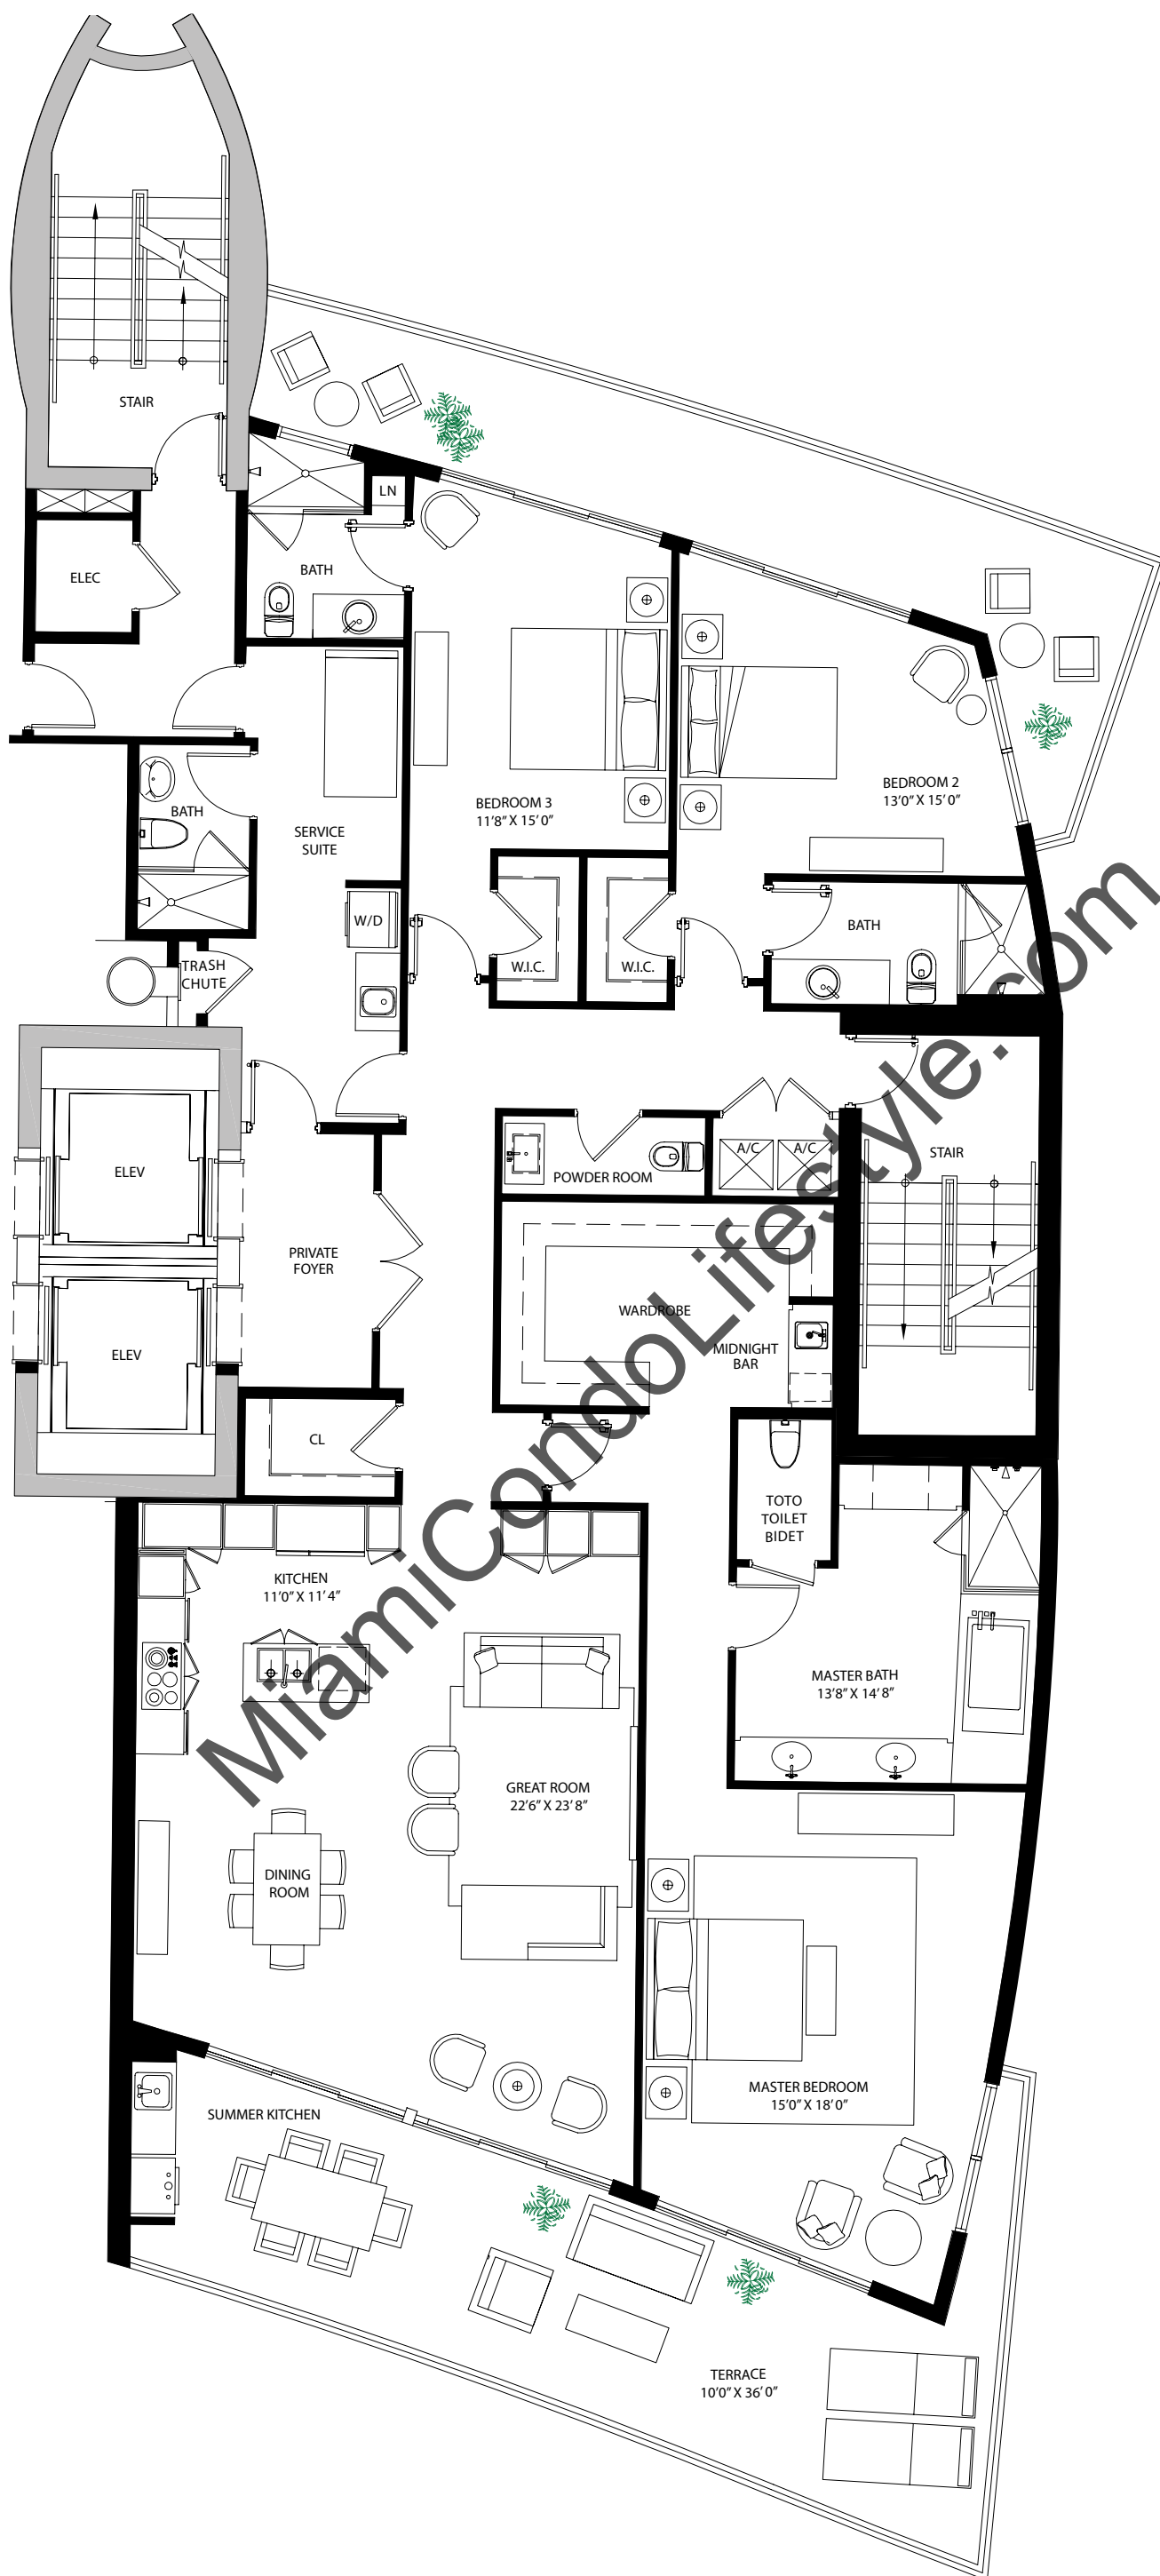 STAIR
LN
ELEC
BATH
BEDROOM 3
11'8" X 15'0"
BEDROOM 2
13'0" X 15'0"
BATH
SERVICE
SUITE
W/D
BATH
W.I.C.
W.I.C.
TRASH
CHUTE
A/C
A/C
STAIR
ELEV
POWDER ROOM
PRIVATE
FOYER
WARDROBE
MIDNIGHT
BAR
ELEV
CL
TOTO
TOILET
BIDET
KITCHEN
11'0" X 11'4"
MASTER BATH
13'8" X 14'8"
GREAT ROOM
22'6" X 23'8"
DINING
ROOM
MASTER BEDROOM
15'0" X 18'0"
SUMMER KITCHEN
TERRACE
10'0" X 36'0"
MiamiCondoLifestyle.com